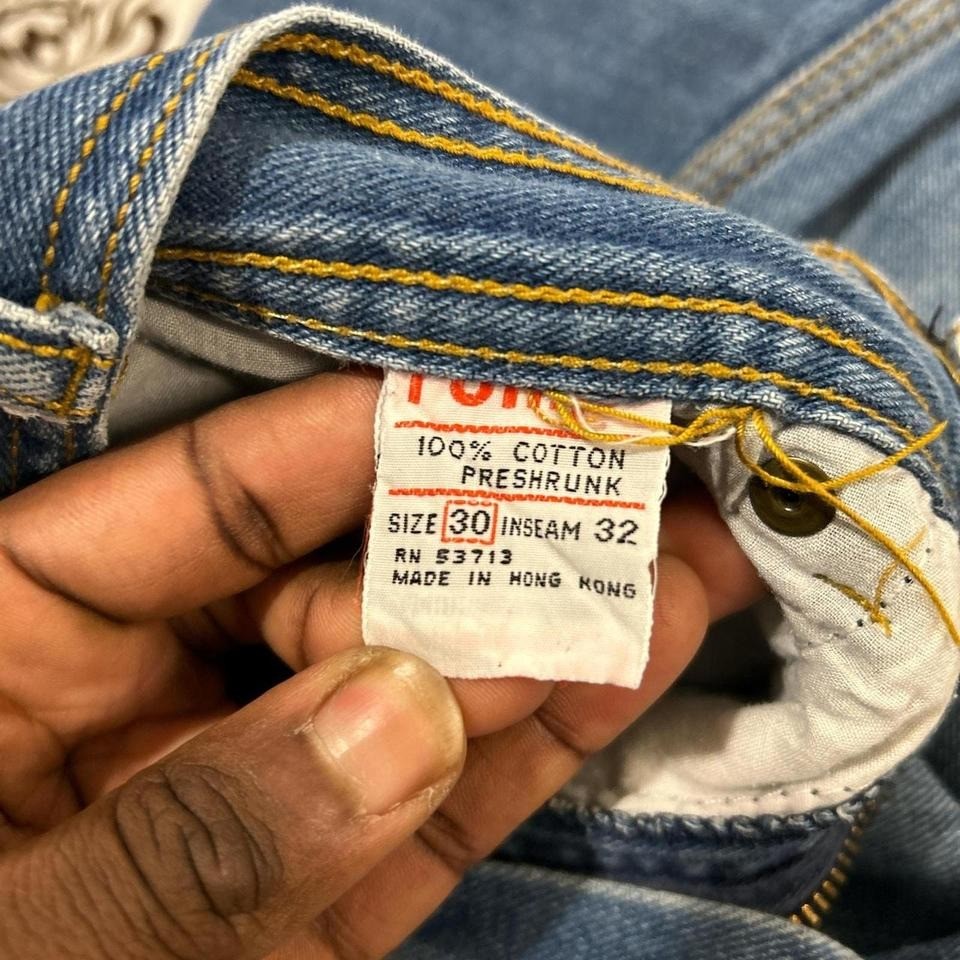 100% COTTON
PRESHRUNK
SIZE 30 INSEAM 32
RN 53713
MADE IN HONG KONG